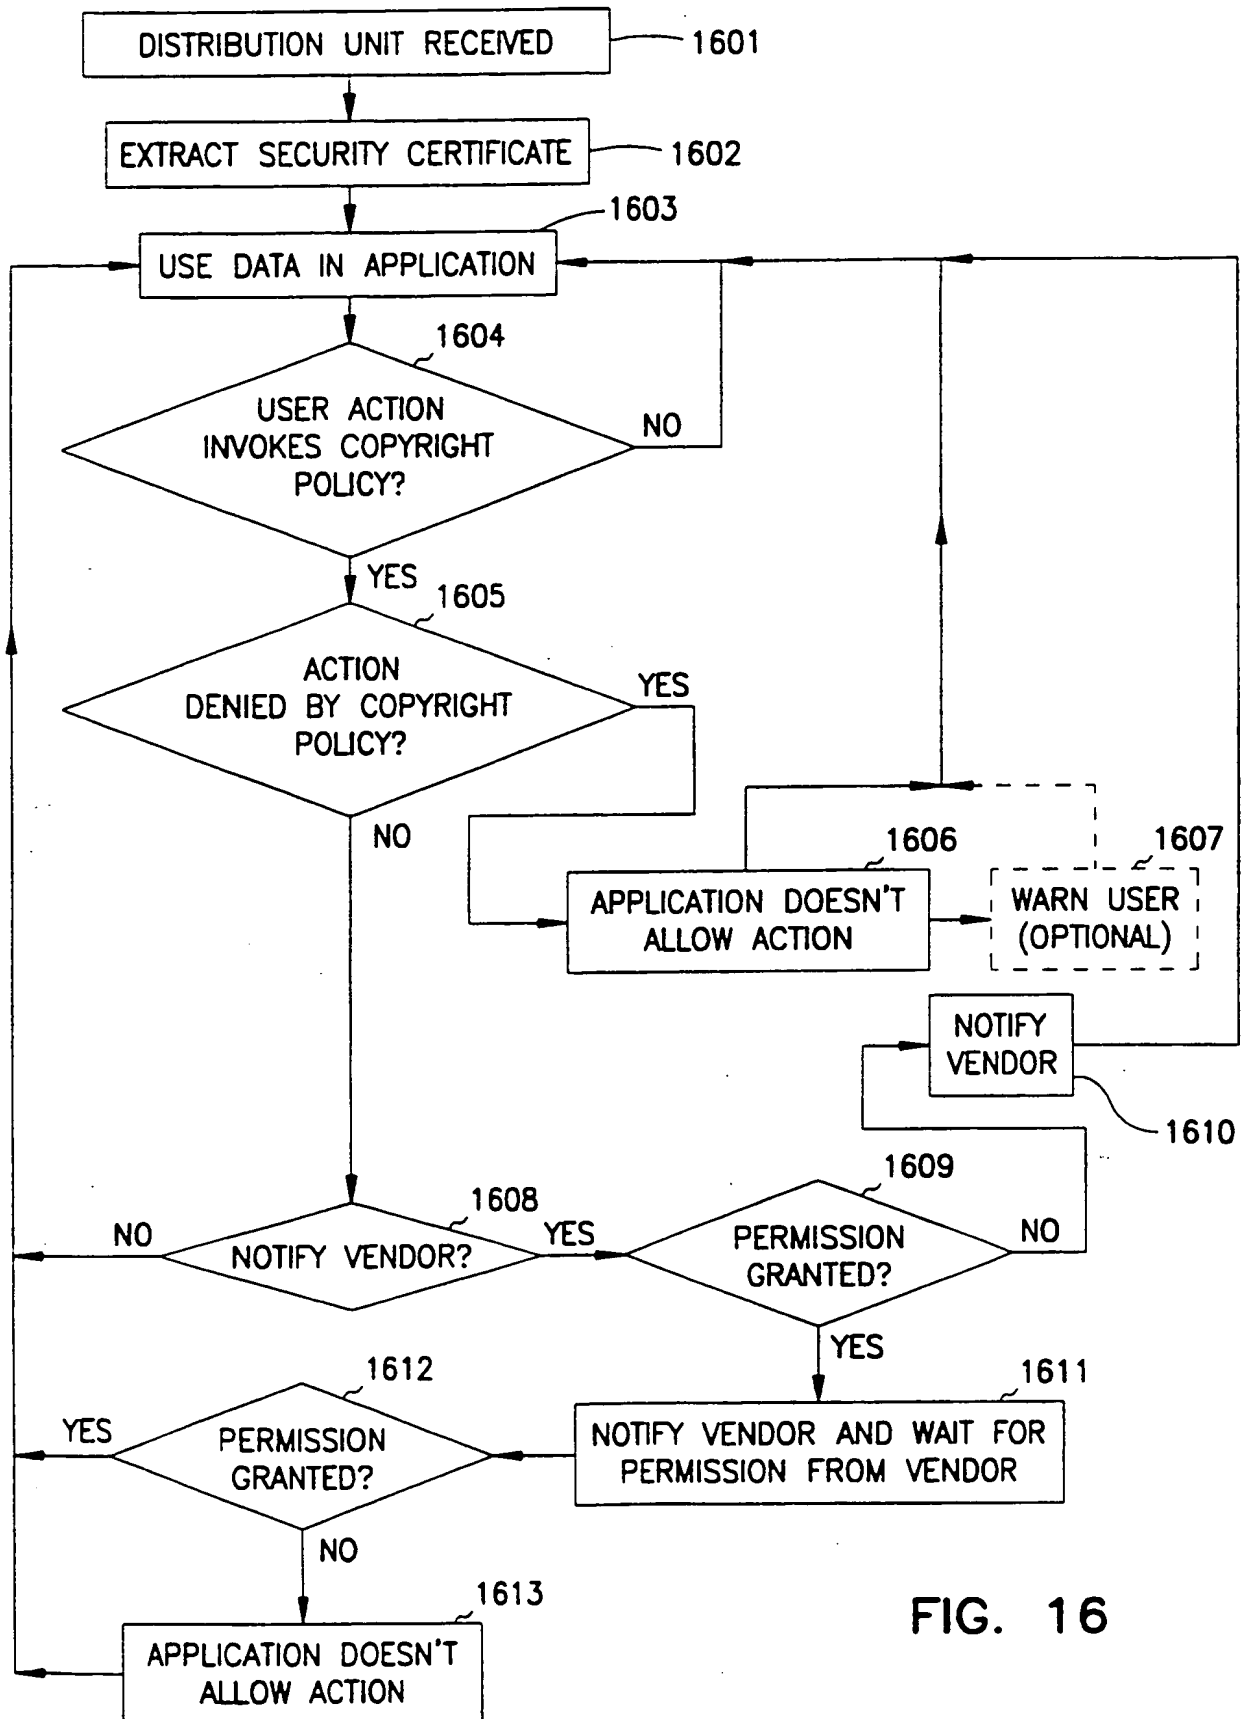 DISTRIBUTION UNIT RECEIVED
1601
EXTRACT SECURITY CERTIFICATE
1602
1603
USE DATA IN APPLICATION
1604
USER ACTION
INVOKES COPYRIGHT
POLICY?
NO
YES
1605
ACTION
DENIED BY COPYRIGHT
POLICY?
YES
NO
1606
APPLICATION DOESN'T
ALLOW ACTION
1607
WARN USER
(OPTIONAL)
NOTIFY
VENDOR
1610
1608
NO
NOTIFY VENDOR?
YES
1609
PERMISSION
GRANTED?
NO
YES
1611
NOTIFY VENDOR AND WAIT FOR
PERMISSION FROM VENDOR
1612
YES
PERMISSION
GRANTED?
NO
1613
APPLICATION DOESN'T
ALLOW ACTION
FIG. 16